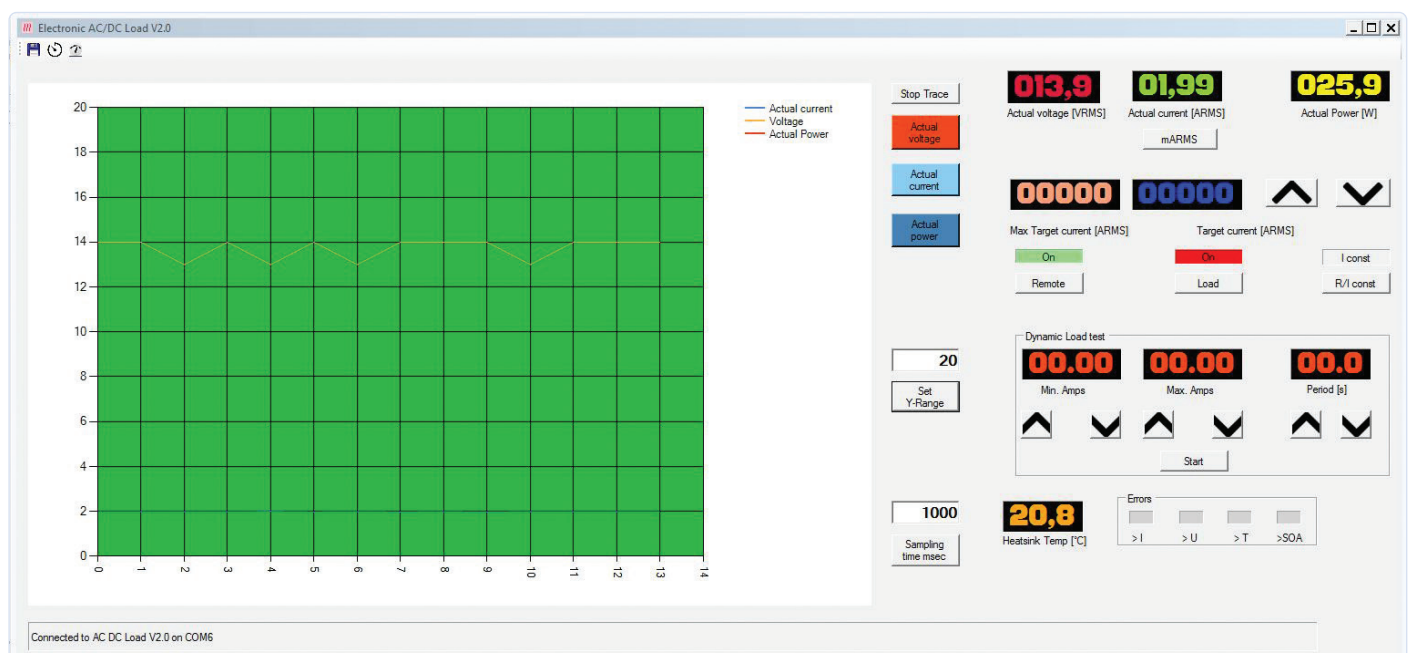 Electronic AC/DC Load V2.0
20
18
16
14
12
10
8
6
4
2
0
0 1 2 3 4 5 6 7 8 9 10 11 12 13 14
Actual current
Voltage
Actual Power
Stop Trace
Actual
voltage
Actual
current
Actual
power
20
Set
Y-Range
1000
Sampling
time msec
013,9 01,99 025,9
Actual voltage [VRMS] Actual current [ARMS] Actual Power [W]
mARMS
00000 00000
Max Target current [ARMS] Target current [ARMS]
On On I const
Remote Load R/I const
Dynamic Load test
00.00 00.00 00.0
Min. Amps Max. Amps Period [s]
Start
20,8
Heatsink Temp [°C]
Errors
> I > U > T >SOA
Connected to AC DC Load V2.0 on COM6